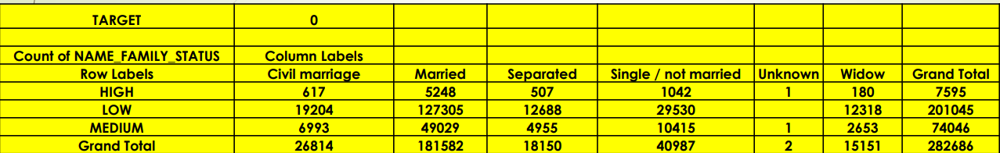 TARGET 0
Count of NAME_FAMILY_STATUS Column Labels
Row Labels Civil marriage Married Separated Single / not married Unknown Widow Grand Total
HIGH 617 5248 507 1042 1 180 7595
LOW 19204 127305 12688 29530 12318 201045
MEDIUM 6993 49029 4955 10415 1 2653 74046
Grand Total 26814 181582 18150 40987 2 15151 282686